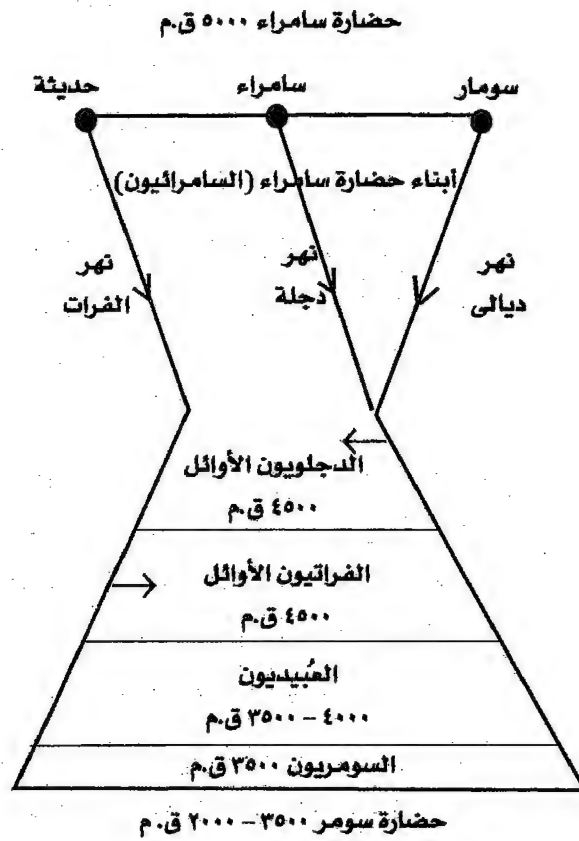 حضارة سامراء ٥٠٠٠ ق.م
سومار
سامراء
حديثة
أبناء حضارة سامراء (السامرائيون)
نهر
ديالى
نهر
دجلة
نهر
الفرات
الدجلويون الأوائل
٤٥٠٠ ق.م
الفراتيون الأوائل
٤٥٠٠ ق.م
العُبيديون
٤٠٠٠ – ٣٥٠٠ ق.م
السومريون ٣٥٠٠ ق.م
حضارة سومر ٣٥٠٠ – ٢٠٠٠ ق.م